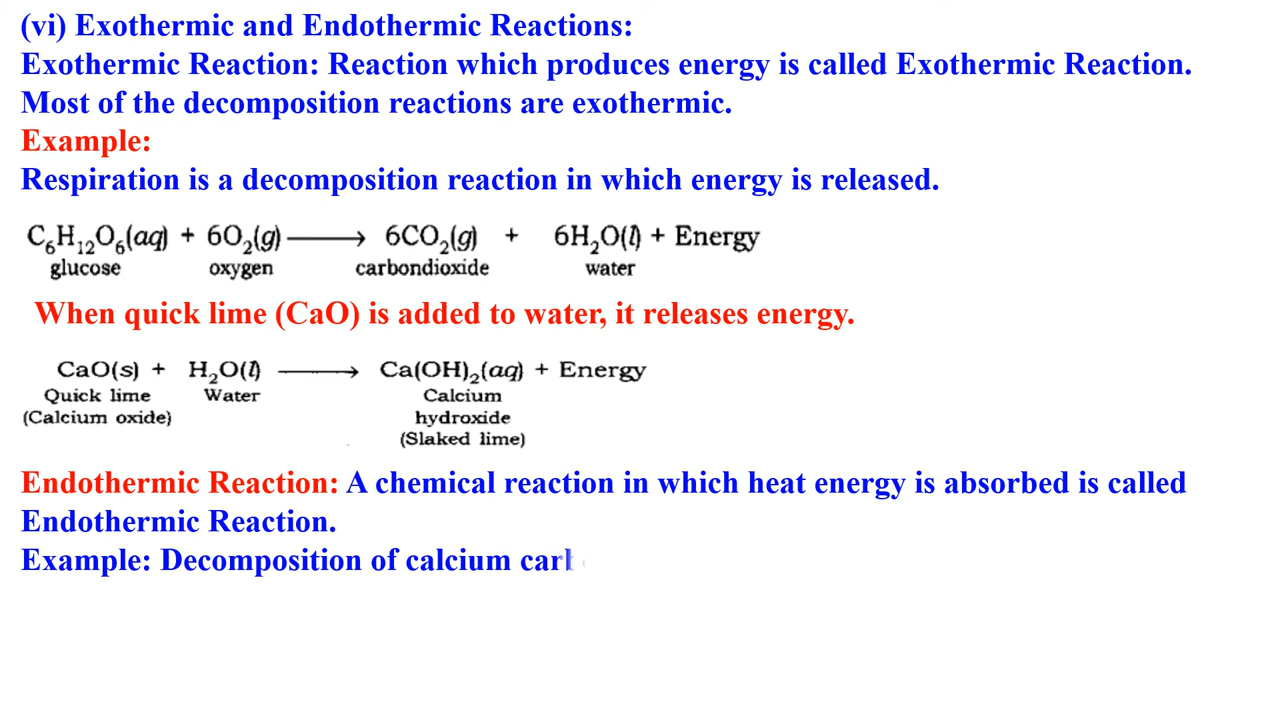 (vi) Exothermic and Endothermic Reactions:
Exothermic Reaction: Reaction which produces energy is called Exothermic Reaction.
Most of the decomposition reactions are exothermic.
Example:
Respiration is a decomposition reaction in which energy is released.
C₆H₁₂O₆(aq) + 6O₂(g) ⟶ 6CO₂(g) + 6H₂O(l) + Energy
glucose oxygen carbondioxide water
When quick lime (CaO) is added to water, it releases energy.
CaO(s) + H₂O(l) ⟶ Ca(OH)₂(aq) + Energy
Quick lime Water Calcium
(Calcium oxide) hydroxide
(Slaked lime)
Endothermic Reaction: A chemical reaction in which heat energy is absorbed is called
Endothermic Reaction.
Example: Decomposition of calcium